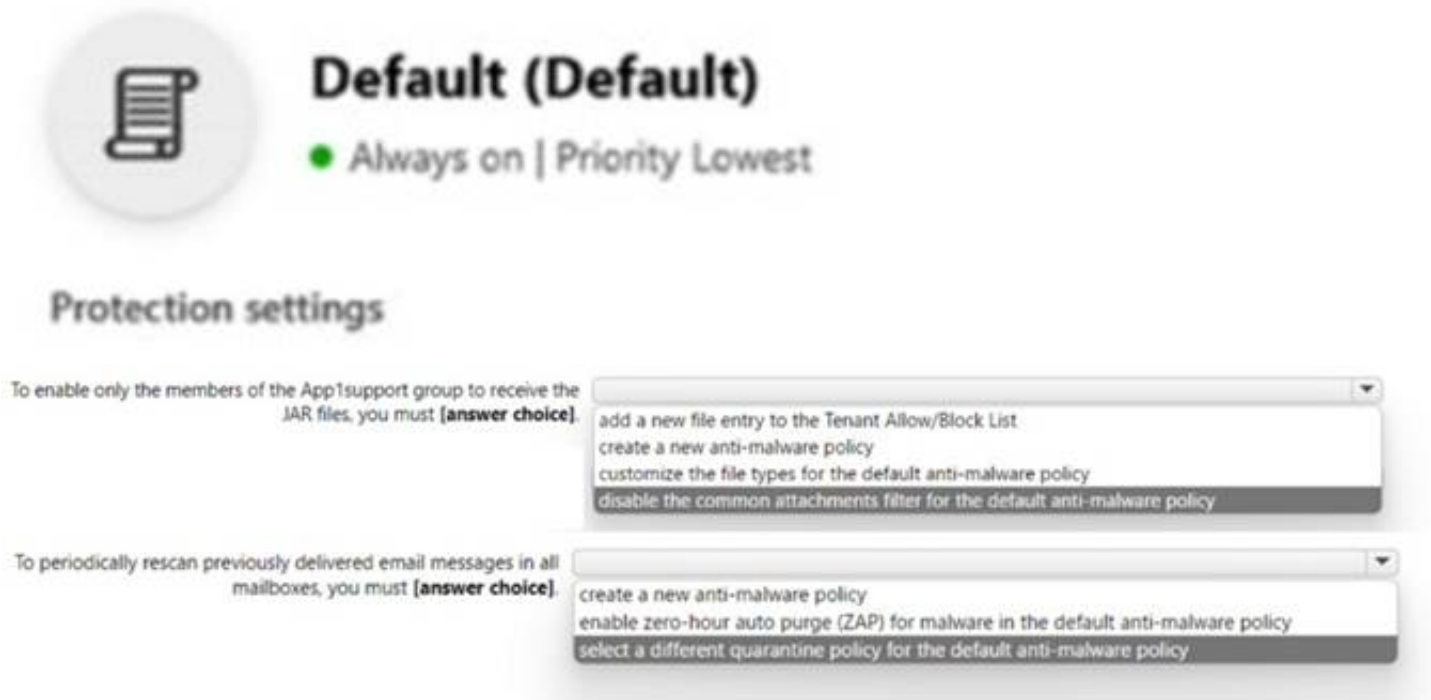 Default (Default)
Always on | Priority Lowest
Protection settings
To enable only the members of the App1support group to receive the
JAR files, you must [answer choice].
add a new file entry to the Tenant Allow/Block List
create a new anti-malware policy
customize the file types for the default anti-malware policy
disable the common attachments filter for the default anti-malware policy
To periodically rescan previously delivered email messages in all
mailboxes, you must [answer choice].
create a new anti-malware policy
enable zero-hour auto purge (ZAP) for malware in the default anti-malware policy
select a different quarantine policy for the default anti-malware policy